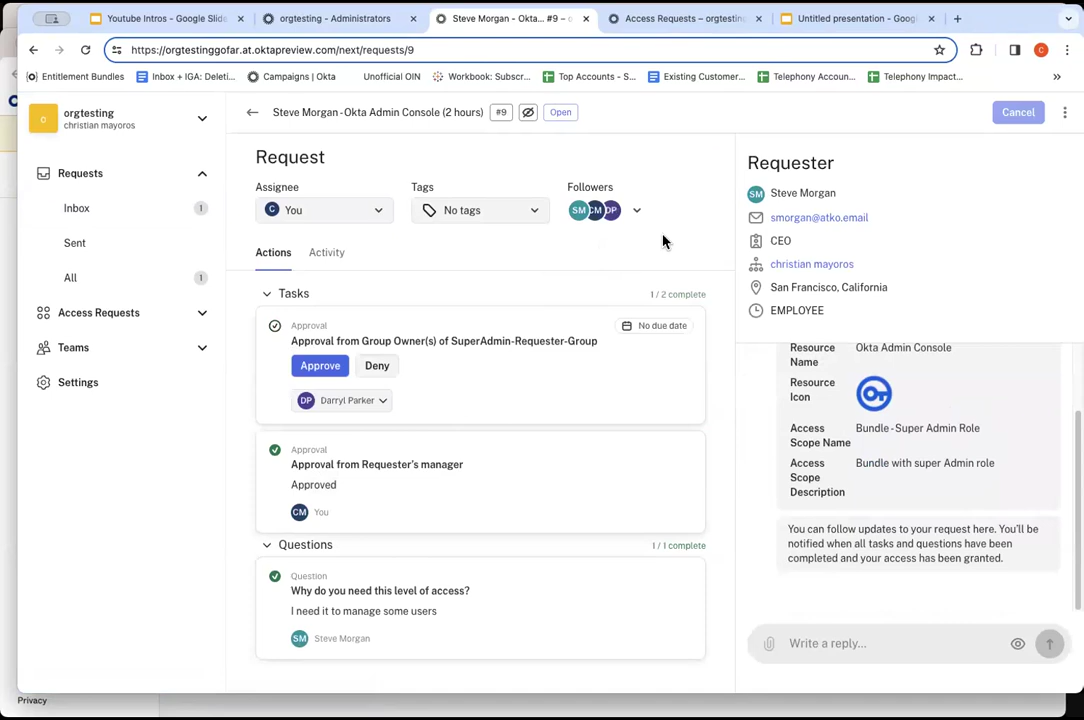 Youtube Intros - Google Slide
orgtesting - Administrators
Steve Morgan - Okta... #9 –
Access Requests – orgtesting
Untitled presentation - Goog
https://orgtestinggofar.at.oktapreview.com/next/requests/9
C
Entitlement Bundles
Inbox + IGA: Deleti...
Campaigns | Okta
Unofficial OIN
Workbook: Subscr...
Top Accounts - S...
Existing Customer...
Telephony Accoun...
Telephony Impact...
»
o
orgtesting
christian mayoros
Requests
Inbox
1
Sent
All
1
Access Requests
Teams
Settings
Privacy
Steve Morgan - Okta Admin Console (2 hours)
#9
Open
Cancel
Request
Assignee
C You
Tags
No tags
Followers
SM CM DP
Actions
Activity
Tasks
1 / 2 complete
Approval
No due date
Approval from Group Owner(s) of SuperAdmin-Requester-Group
Approve
Deny
DP Darryl Parker
Approval
Approval from Requester's manager
Approved
CM You
Questions
1 / 1 complete
Question
Why do you need this level of access?
I need it to manage some users
SM Steve Morgan
Requester
SM Steve Morgan
smorgan@atko.email
CEO
christian mayoros
San Francisco, California
EMPLOYEE
Resource Name
Okta Admin Console
Resource Icon
Access Scope Name
Bundle - Super Admin Role
Access Scope Description
Bundle with super Admin role
You can follow updates to your request here. You'll be
notified when all tasks and questions have been
completed and your access has been granted.
Write a reply...